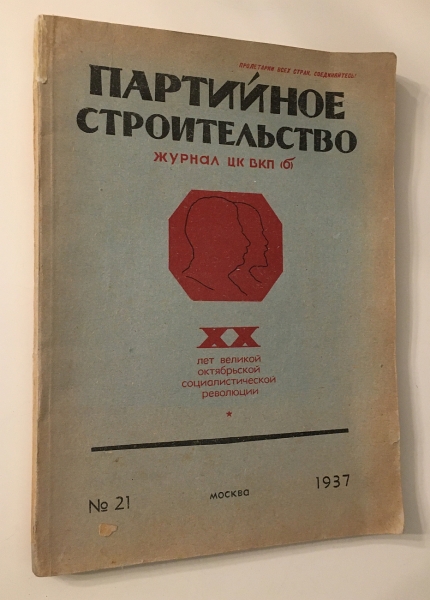 ПРОЛЕТАРИИ ВСЕХ СТРАН, СОЕДИНЯЙТЕСЬ!
ПАРТИЙНОЕ
СТРОИТЕЛЬСТВО
ЖУРНАЛ ЦК ВКП (б)
XX
ЛЕТ ВЕЛИКОЙ
ОКТЯБРЬСКОЙ
СОЦИАЛИСТИЧЕСКОЙ
РЕВОЛЮЦИИ
№ 21
МОСКВА
1937